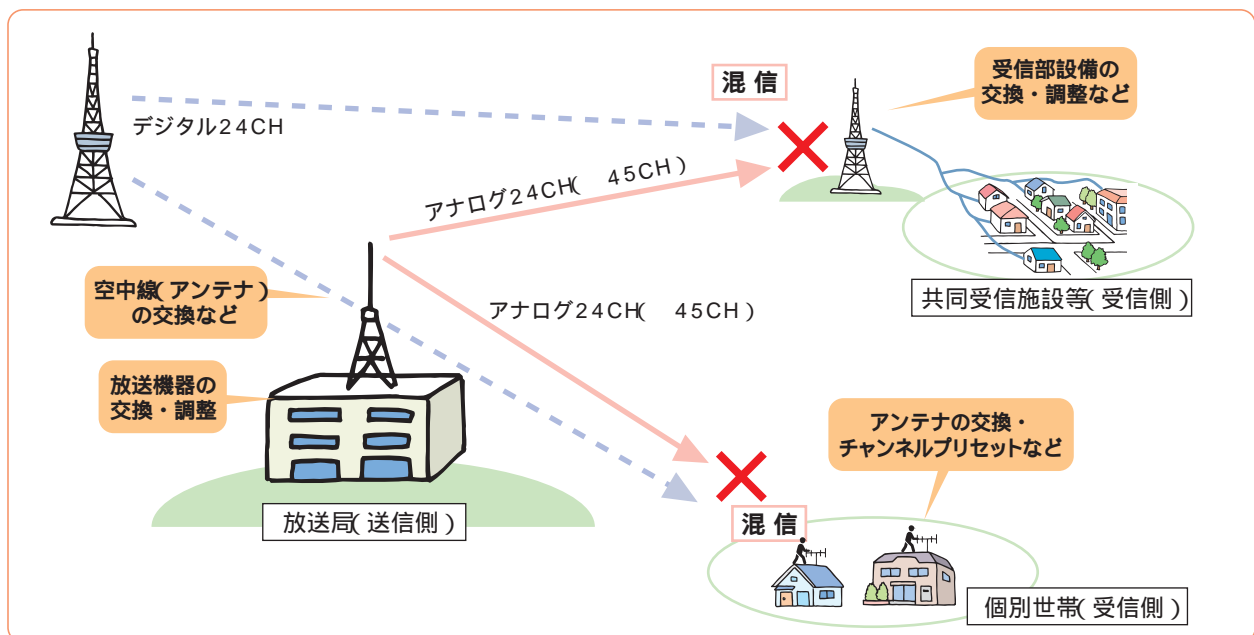 混信
受信部設備の
交換・調整など
デジタル24CH
アナログ24CH( 45CH)
空中線(アンテナ)
の交換など
アナログ24CH( 45CH)
共同受信施設等(受信側)
放送機器の
交換・調整
アンテナの交換・
チャンネルプリセットなど
放送局(送信側)
混信
個別世帯(受信側)